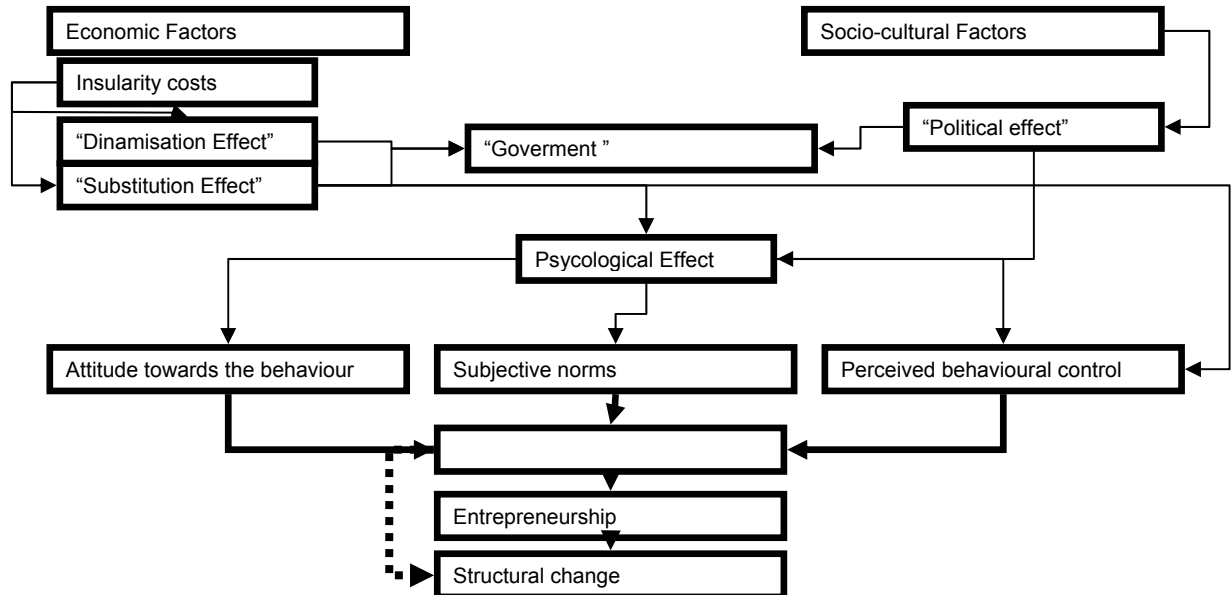 Economic Factors
Socio-cultural Factors
Insularity costs
“Dinamisation Effect”
“Goverment ”
“Political effect”
“Substitution Effect”
Psycological Effect
Attitude towards the behaviour
Subjective norms
Perceived behavioural control
Entrepreneurship
Structural change